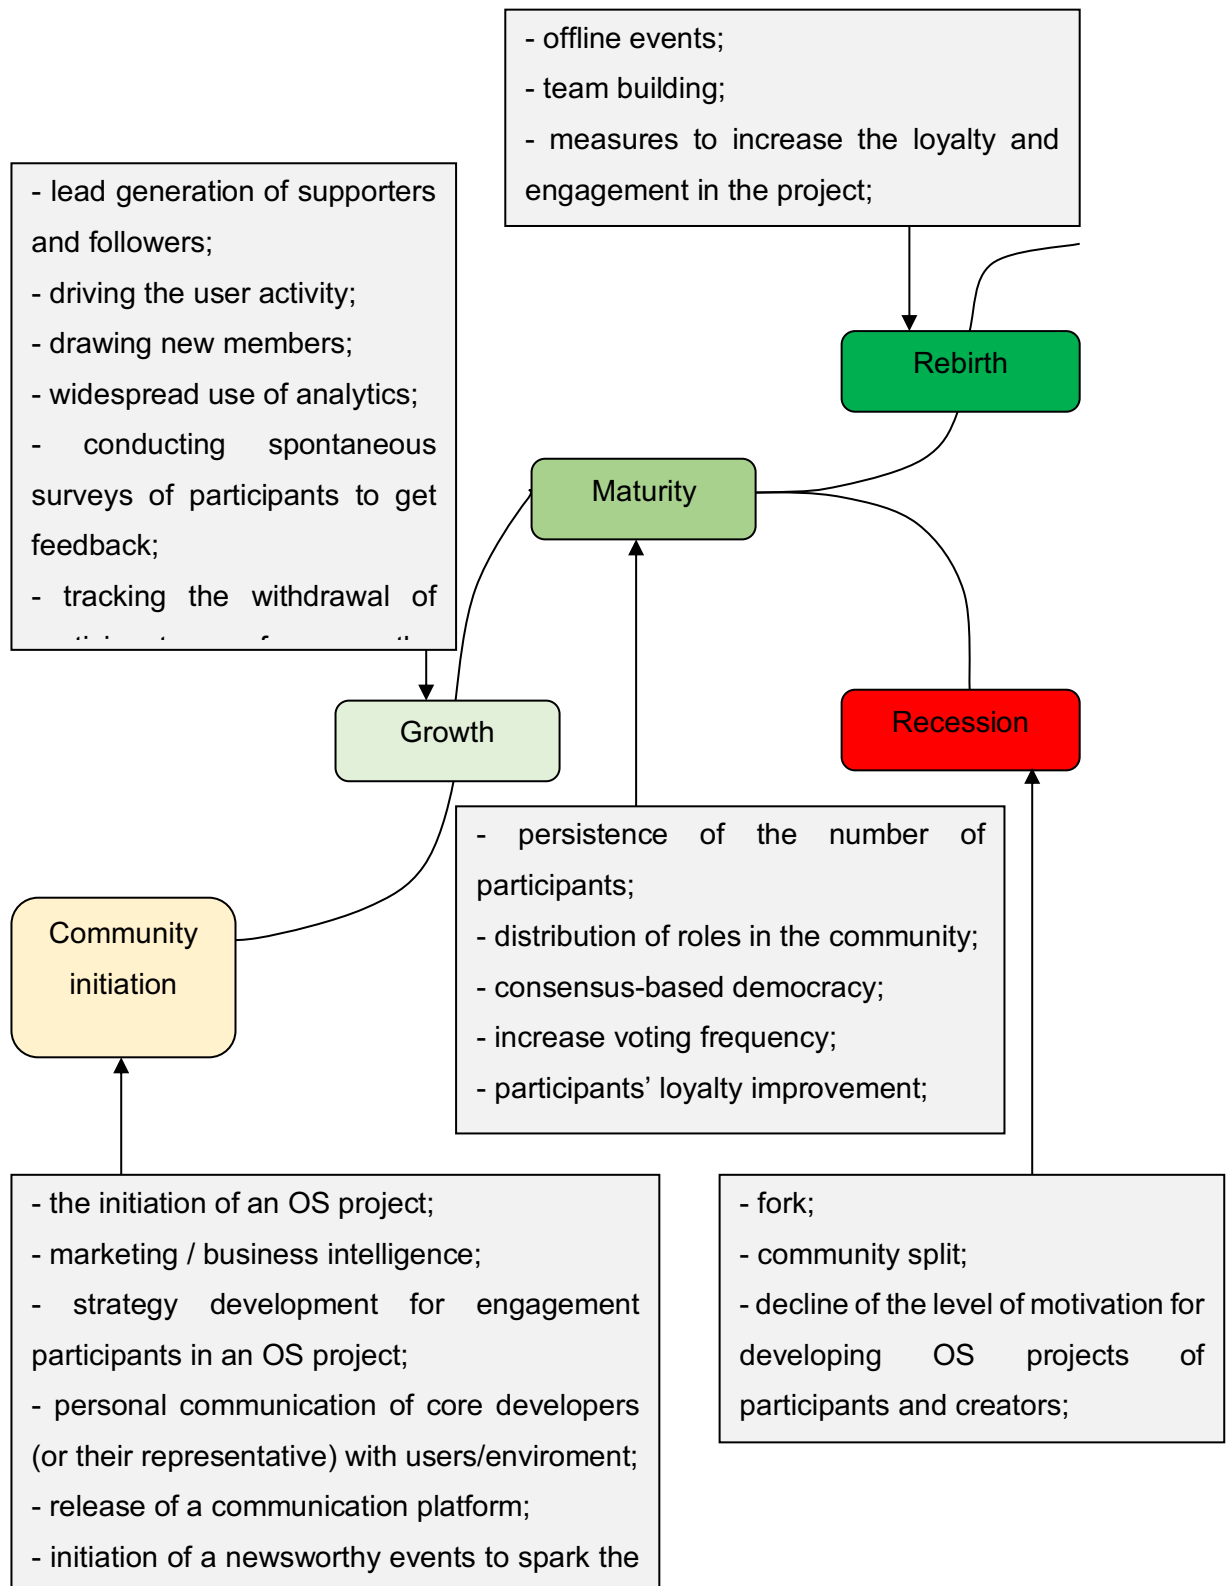 - offline events;
- team building;
- measures to increase the loyalty and
engagement in the project;
- lead generation of supporters
and followers;
- driving the user activity;
- drawing new members;
- widespread use of analytics;
- conducting spontaneous
surveys of participants to get
feedback;
- tracking the withdrawal of
Rebirth
Maturity
Growth
Recession
Community
initiation
- persistence of the number of
participants;
- distribution of roles in the community;
- consensus-based democracy;
- increase voting frequency;
- participants’ loyalty improvement;
- the initiation of an OS project;
- marketing / business intelligence;
- strategy development for engagement
participants in an OS project;
- personal communication of core developers
(or their representative) with users/enviroment;
- release of a communication platform;
- initiation of a newsworthy events to spark the
- fork;
- community split;
- decline of the level of motivation for
developing OS projects of
participants and creators;